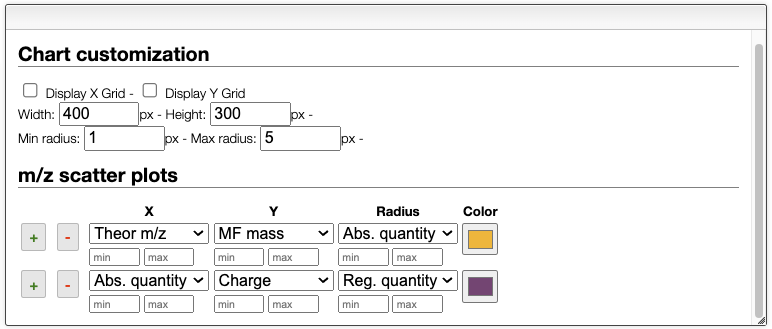 Chart customization
Display X Grid - Display Y Grid
Width: 400 px - Height: 300 px -
Min radius: 1 px - Max radius: 5 px -
m/z scatter plots
X Y Radius Color
+ - Theor m/z MF mass Abs. quantity
min max min max min max
+ - Abs. quantity Charge Reg. quantity
min max min max min max